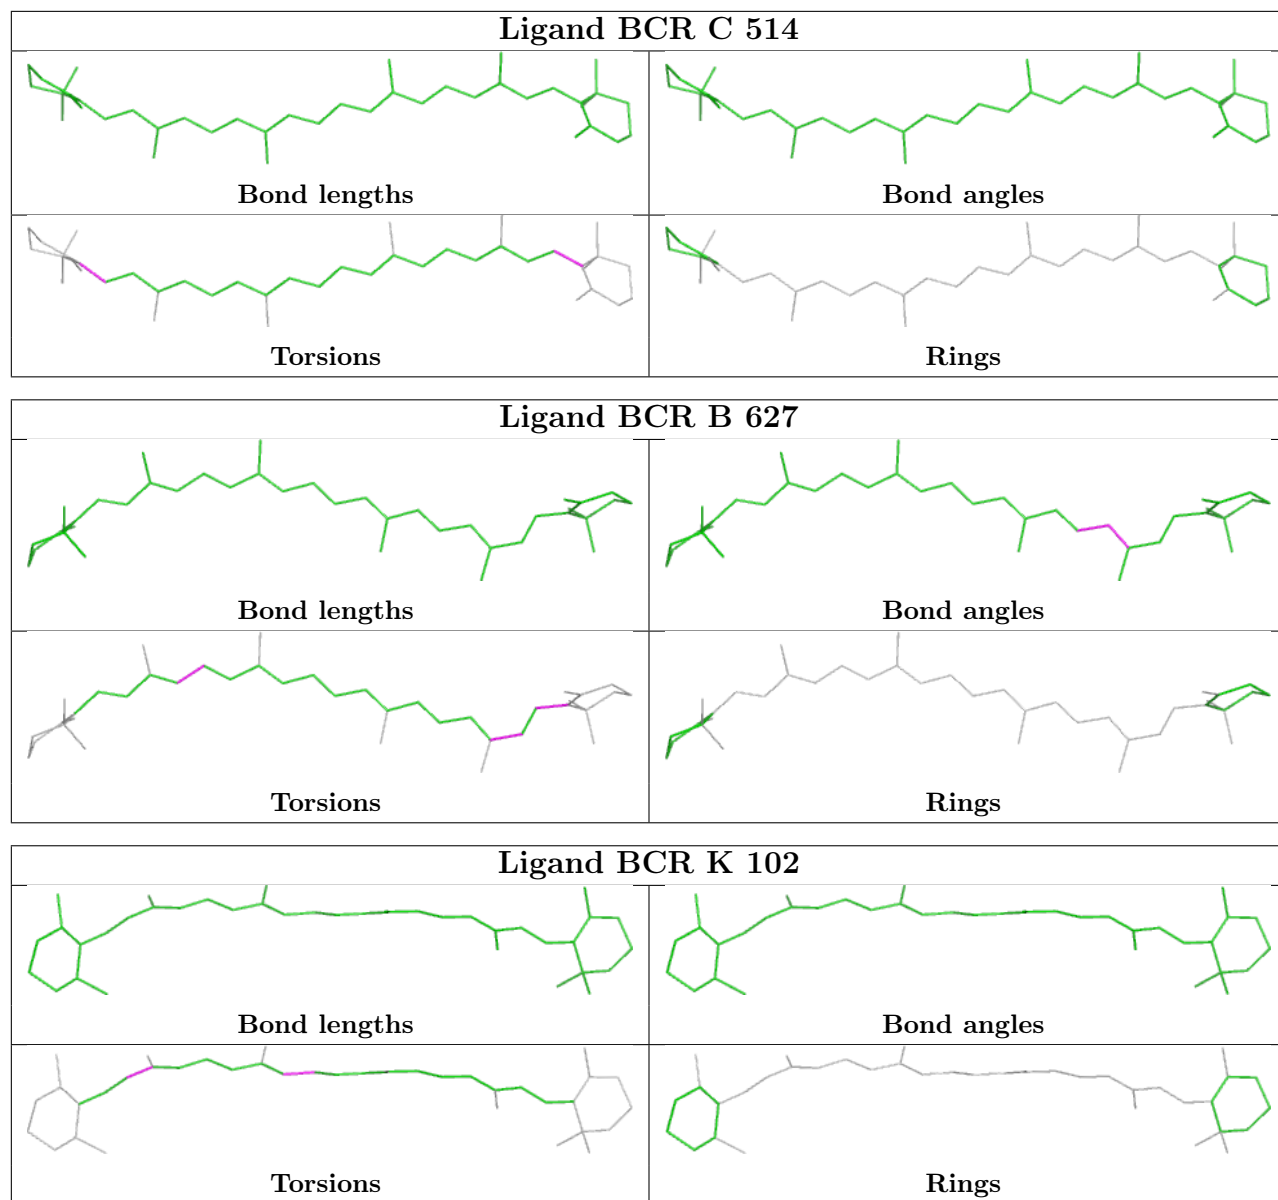 Ligand BCR C 514
Bond lengths
Bond angles
Torsions
Rings
Ligand BCR B 627
Bond lengths
Bond angles
Torsions
Rings
Ligand BCR K 102
Bond lengths
Bond angles
Torsions
Rings